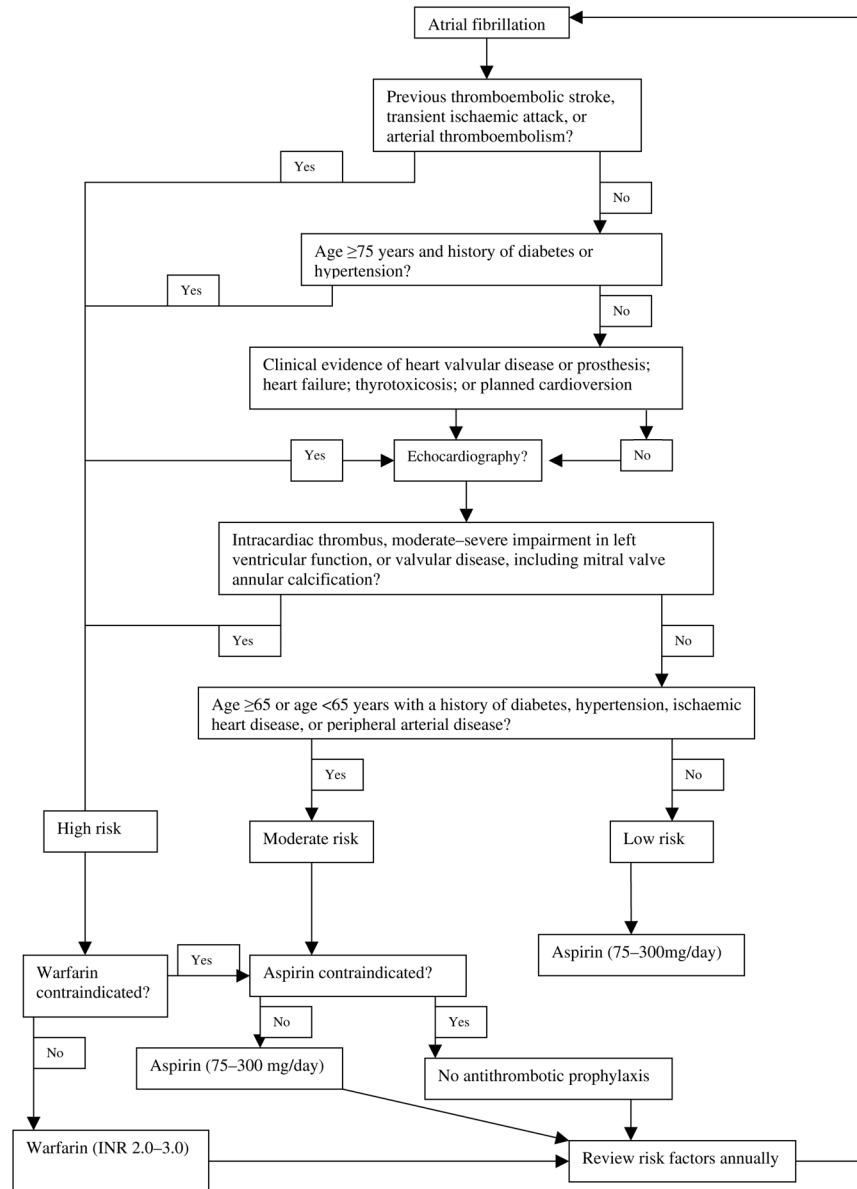 Atrial fibrillation
Previous thromboembolic stroke,
transient ischaemic attack, or
arterial thromboembolism?
Yes
No
Age ≥75 years and history of diabetes or
hypertension?
Yes
No
Clinical evidence of heart valvular disease or prosthesis;
heart failure; thyrotoxicosis; or planned cardioversion
Yes
Echocardiography?
No
Intracardiac thrombus, moderate–severe impairment in left
ventricular function, or valvular disease, including mitral valve
annular calcification?
Yes
No
Age ≥65 or age <65 years with a history of diabetes, hypertension, ischaemic
heart disease, or peripheral arterial disease?
Yes
No
High risk
Moderate risk
Low risk
Warfarin
contraindicated?
Yes
Aspirin contraindicated?
Aspirin (75–300mg/day)
No
No
Yes
Aspirin (75–300 mg/day)
No antithrombotic prophylaxis
Warfarin (INR 2.0–3.0)
Review risk factors annually